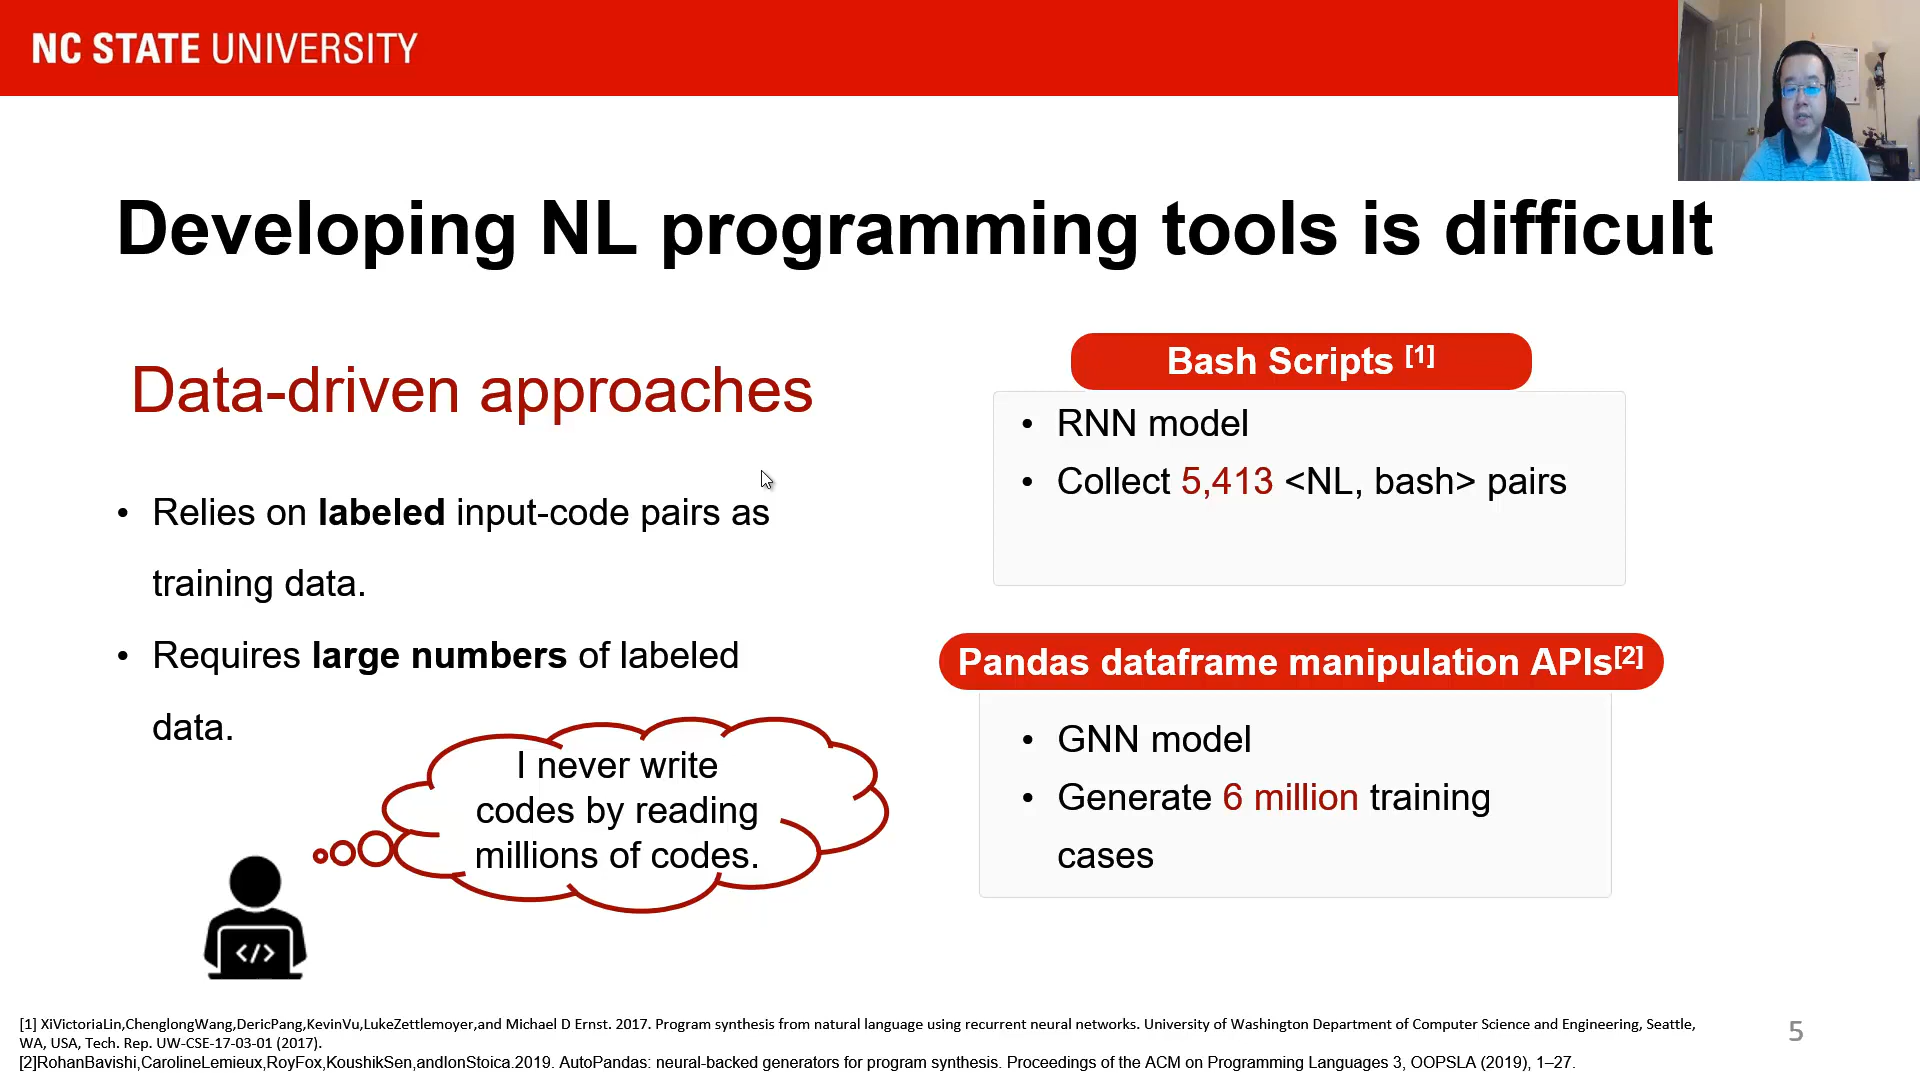 NC STATE UNIVERSITY
Developing NL programming tools is difficult
Data-driven approaches
• Relies on labeled input-code pairs as
training data.
• Requires large numbers of labeled
data.
I never write
codes by reading
millions of codes.
</>
Bash Scripts [1]
• RNN model
• Collect 5,413 <NL, bash> pairs
Pandas dataframe manipulation APIs[2]
• GNN model
• Generate 6 million training
cases
[1] XiVictoriaLin,ChenglongWang,DericPang,KevinVu,LukeZettlemoyer,and Michael D Ernst. 2017. Program synthesis from natural language using recurrent neural networks. University of Washington Department of Computer Science and Engineering, Seattle,
WA, USA, Tech. Rep. UW-CSE-17-03-01 (2017).
[2]RohanBavishi,CarolineLemieux,RoyFox,KoushikSen,andIonStoica.2019. AutoPandas: neural-backed generators for program synthesis. Proceedings of the ACM on Programming Languages 3, OOPSLA (2019), 1–27.
5